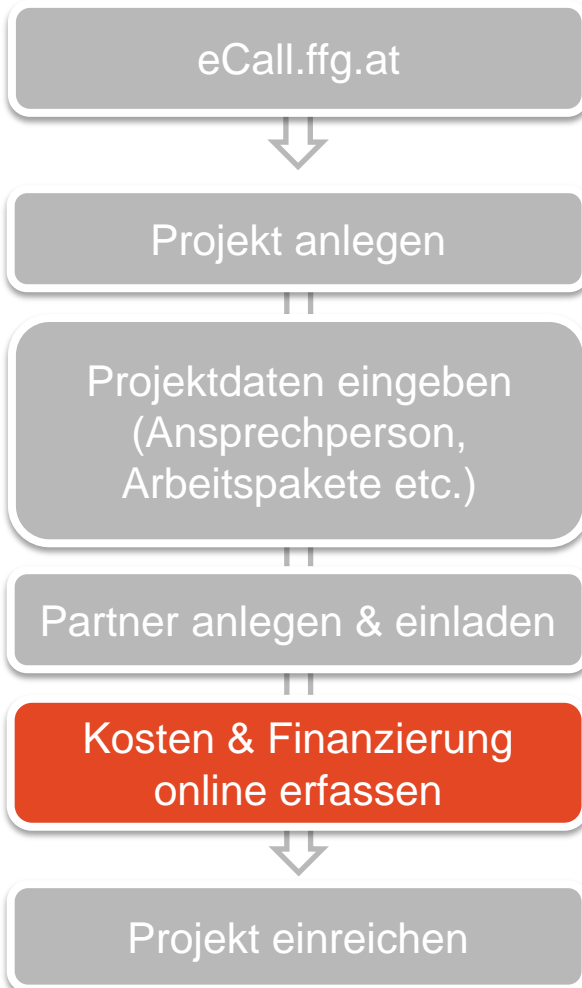 eCall.ffg.at
Projekt anlegen
Projektdaten eingeben
(Ansprechperson,
Arbeitspakete etc.)
Partner anlegen & einladen
Kosten & Finanzierung
online erfassen
Projekt einreichen